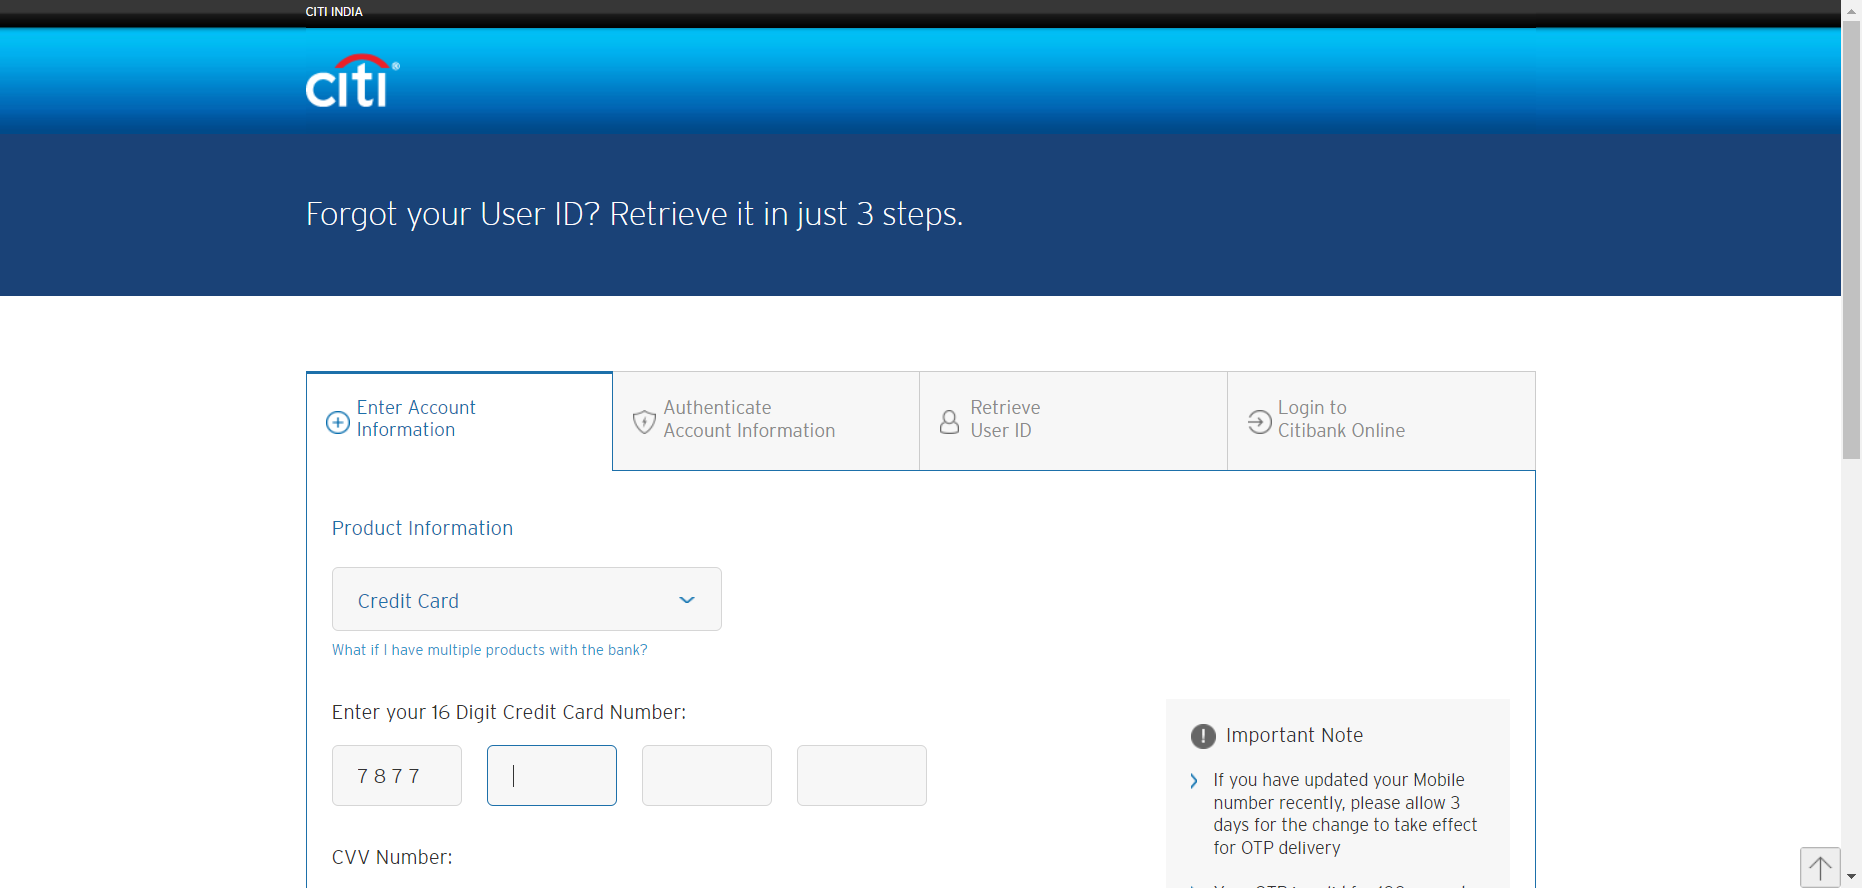 CITI INDIA
citi®
Forgot your User ID? Retrieve it in just 3 steps.
Enter Account
Information
Authenticate
Account Information
Retrieve
User ID
Login to
Citibank Online
Product Information
Credit Card
What if I have multiple products with the bank?
Enter your 16 Digit Credit Card Number:
7877
CVV Number:
Important Note
If you have updated your Mobile
number recently, please allow 3
days for the change to take effect
for OTP delivery